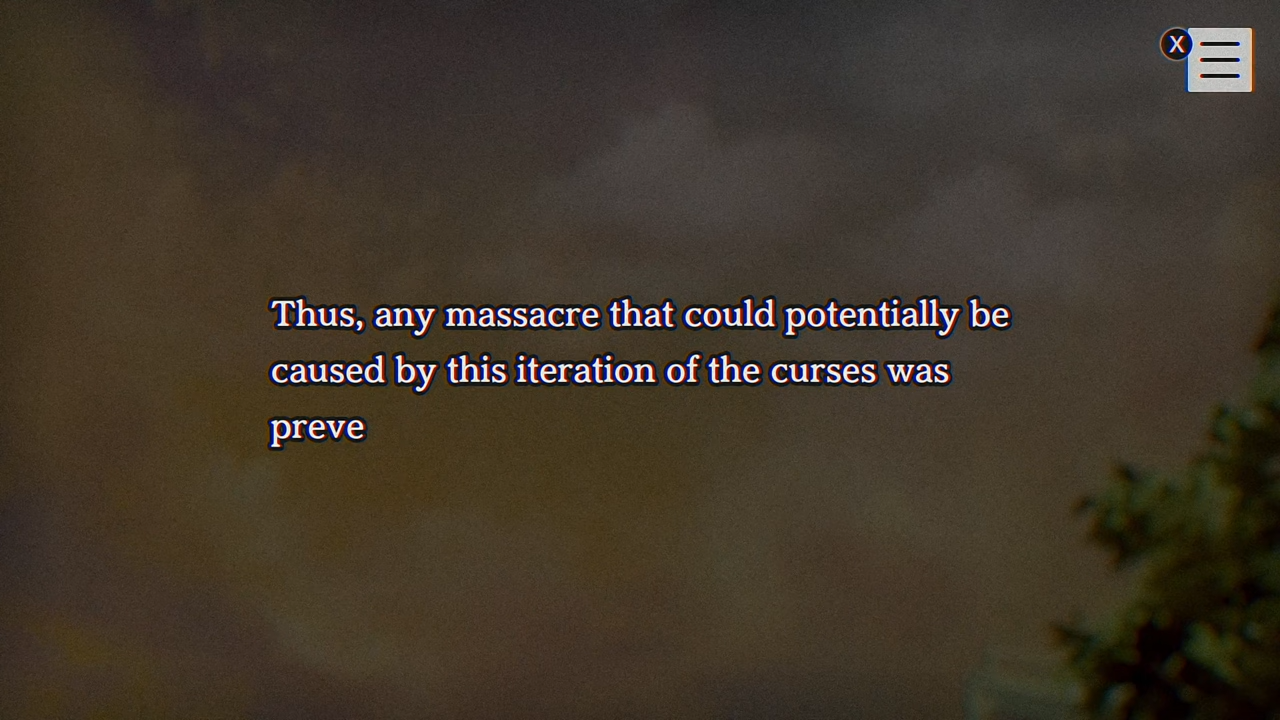 X
Thus, any massacre that could potentially be
caused by this iteration of the curses was
preve